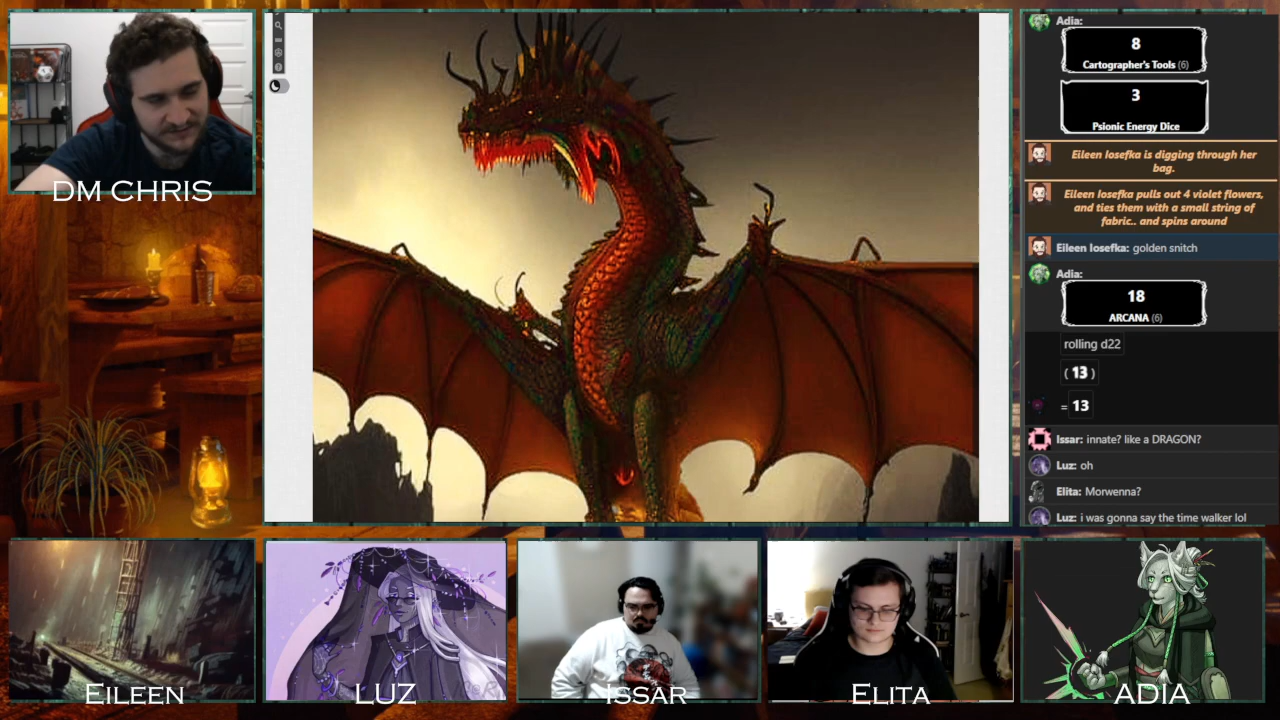 DM CHRIS
Adia:
8
Cartographer's Tools (6)
3
Psionic Energy Dice
Eileen Iosefka is digging through her
bag.
Eileen Iosefka pulls out 4 violet flowers,
and ties them with a small string of
fabric.. and spins around
Eileen Iosefka: golden snitch
Adia:
18
ARCANA (6)
rolling d22
( 13 )
= 13
Issar: innate? like a DRAGON?
Luz: oh
Elita: Morwenna?
Luz: i was gonna say the time walker lol
EILEEN
LUZ
ISSAR
ELITA
ADIA